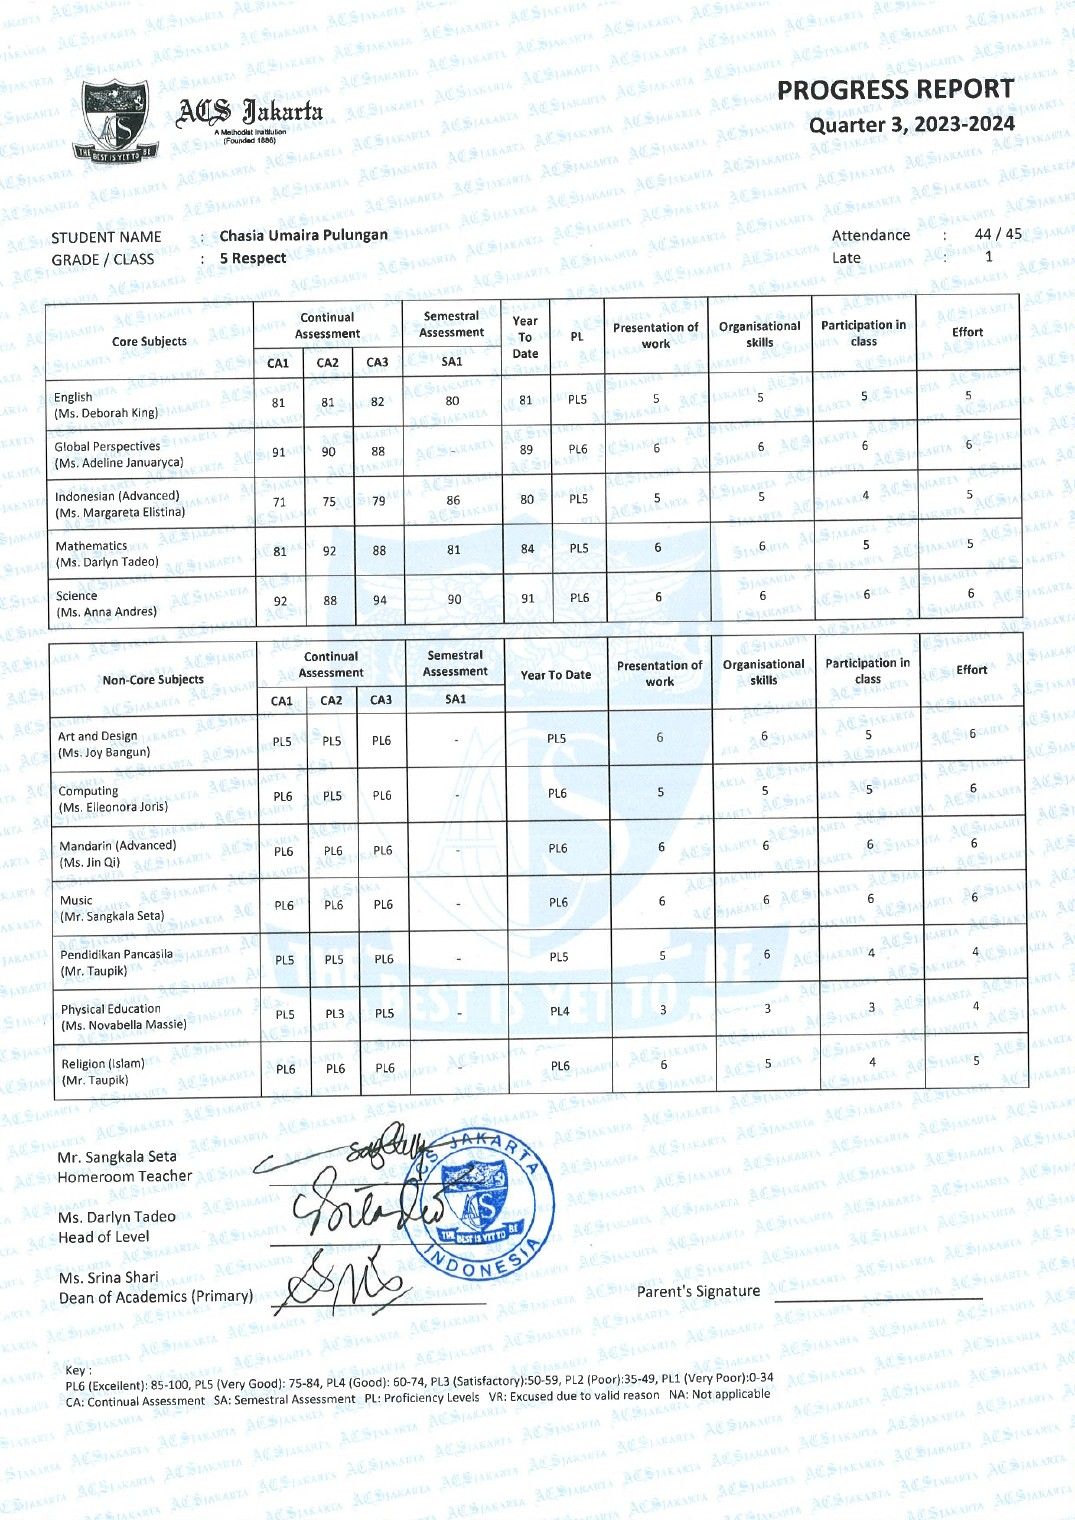 ACS Jakarta
A Methodist Institution
(Founded 1886)
THE BEST IS YET TO BE
PROGRESS REPORT
Quarter 3, 2023-2024
STUDENT NAME : Chasia Umaira Pulungan
GRADE / CLASS : 5 Respect
Attendance : 44 / 45
Late : 1
Core Subjects Continual Assessment Semestral Assessment Year To Date PL Presentation of work Organisational skills Participation in class Effort
CA1 CA2 CA3 SA1
English (Ms. Deborah King) 81 81 82 80 81 PL5 5 5 5 5
Global Perspectives (Ms. Adeline Januaryca) 91 90 88 - 89 PL6 6 6 6 6
Indonesian (Advanced) (Ms. Margareta Elistina) 71 75 79 86 80 PL5 5 5 4 5
Mathematics (Ms. Darlyn Tadeo) 81 92 88 81 84 PL5 6 6 5 5
Science (Ms. Anna Andres) 92 88 94 90 91 PL6 6 6 6 6
Non-Core Subjects Continual Assessment Semestral Assessment Year To Date Presentation of work Organisational skills Participation in class Effort
CA1 CA2 CA3 SA1
Art and Design (Ms. Joy Bangun) PL5 PL5 PL6 - PL5 6 6 5 6
Computing (Ms. Elleonora Joris) PL6 PL5 PL6 - PL6 5 5 5 6
Mandarin (Advanced) (Ms. Jin Qi) PL6 PL6 PL6 - PL6 6 6 6 6
Music (Mr. Sangkala Seta) PL6 PL6 PL6 - PL6 6 6 6 6
Pendidikan Pancasila (Mr. Taupik) PL5 PL5 PL6 - PL5 5 6 4 4
Physical Education (Ms. Novabella Massie) PL5 PL3 PL5 - PL4 3 3 3 4
Religion (Islam) (Mr. Taupik) PL6 PL6 PL6 - PL6 6 5 4 5
Mr. Sangkala Seta
Homeroom Teacher
Ms. Darlyn Tadeo
Head of Level
Ms. Srina Shari
Dean of Academics (Primary)
ACS JAKARTA
THE BEST IS YET TO BE
INDONESIA
Parent's Signature
Key :
PL6 (Excellent): 85-100, PL5 (Very Good): 75-84, PL4 (Good): 60-74, PL3 (Satisfactory):50-59, PL2 (Poor):35-49, PL1 (Very Poor):0-34
CA: Continual Assessment SA: Semestral Assessment PL: Proficiency Levels VR: Excused due to valid reason NA: Not applicable